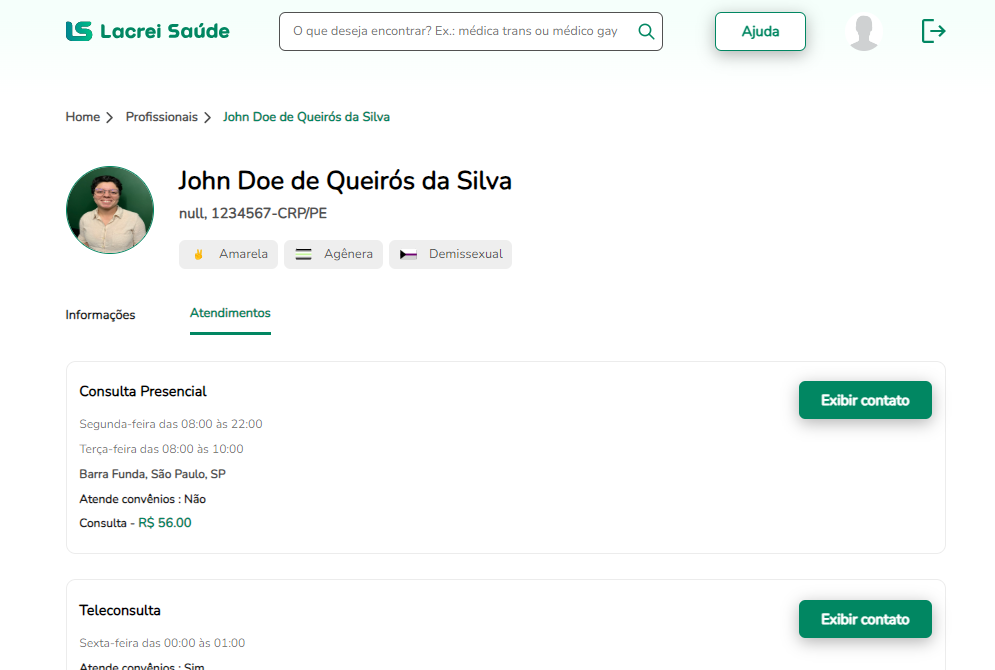 Lacrei Saúde
O que deseja encontrar? Ex.: médica trans ou médico gay
Ajuda
Home
Profissionais
John Doe de Queirós da Silva
John Doe de Queirós da Silva
null, 1234567-CRP/PE
Amarela
Agênera
Demissexual
Informações
Atendimentos
Consulta Presencial
Exibir contato
Segunda-feira das 08:00 às 22:00
Terça-feira das 08:00 às 10:00
Barra Funda, São Paulo, SP
Atende convênios : Não
Consulta - R$ 56.00
Teleconsulta
Exibir contato
Sexta-feira das 00:00 às 01:00
Atende convênios : Sim